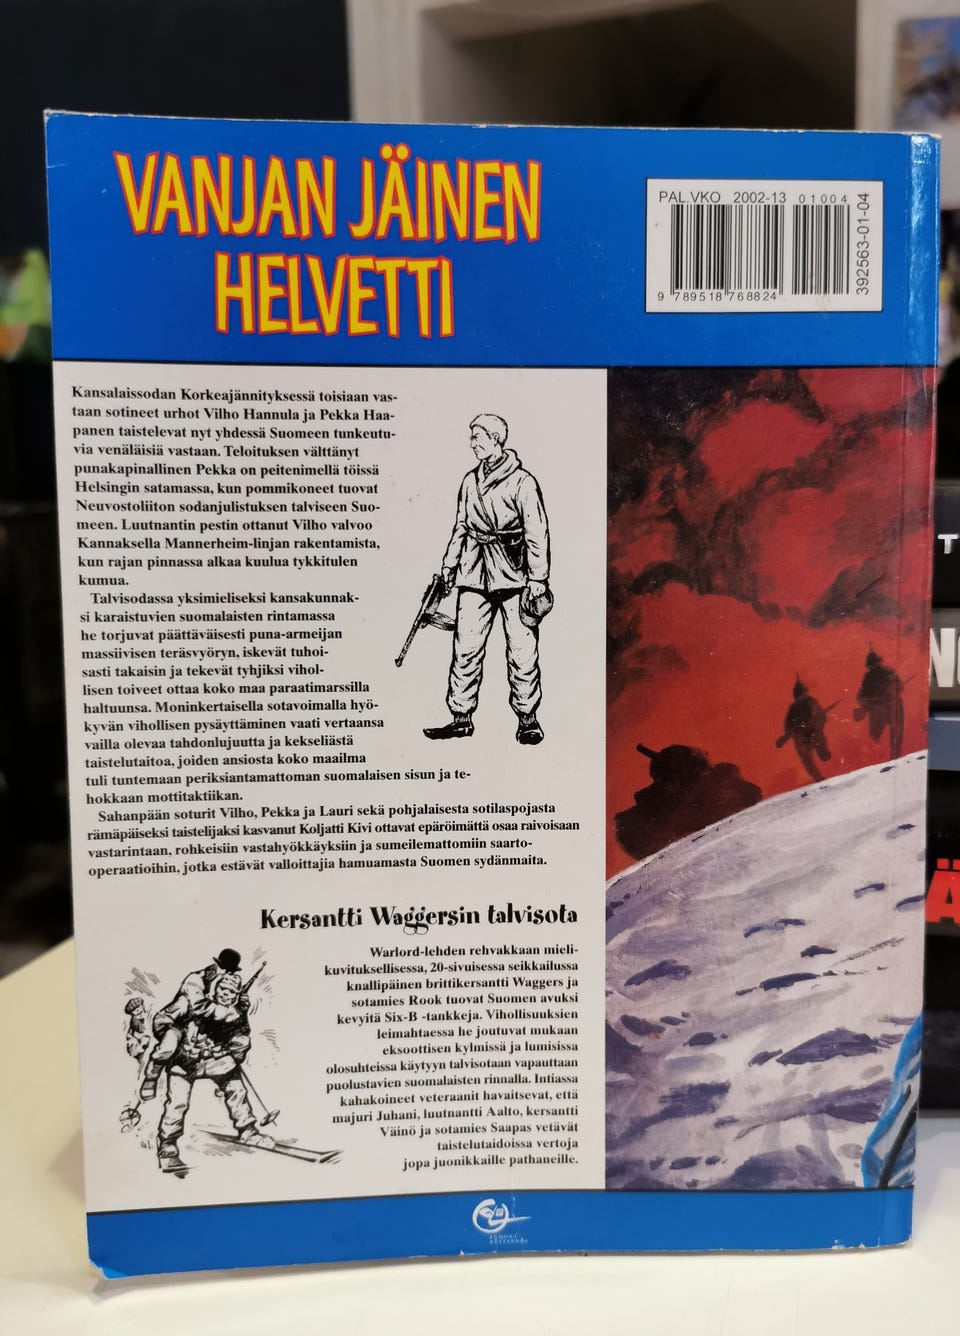 VANJAN JÄINEN
HELVETTI
PAL.VKO 2002-13 01004
392563-01-04
9 789518 768824
Kansalaissodan Korkeajännityksessä toisiaan vas-
taan sotineet urhot Vilho Hannula ja Pekka Haa-
panen taistelevat nyt yhdessä Suomeen tunkeutu-
via venäläisiä vastaan. Teloituksen välttänyt
punakapinallinen Pekka on peitenimellä töissä
Helsingin satamassa, kun pommikoneet tuovat
Neuvostoliiton sodanjulistuksen talviseen Suo-
meen. Luutnantin pestin ottanut Vilho valvoo
Kannaksella Mannerheim-linjan rakentamista,
kun rajan pinnassa alkaa kuulua tykkitulen
kumua.
Talvisodassa yksimieliseksi kansakunnak-
si karaistuvien suomalaisten rintamassa
he torjuvat päättäväisesti puna-armeijan
massiivisen teräsvyöryn, iskevät tuhoi-
sasti takaisin ja tekevät tyhjiksi vihol-
lisen toiveet ottaa koko maa paraatimarssilla
haltuunsa. Moninkertaisella sotavoimalla hyö-
kyvän vihollisen pysäyttäminen vaati vertaansa
vailla olevaa tahdonlujuutta ja kekseliästä
taistelutaitoa, joiden ansiosta koko maailma
tuli tuntemaan periksiantamattoman suomalaisen sisun ja te-
hokkaan mottitaktiikan.
Sahanpään soturit Vilho, Pekka ja Lauri sekä pohjalaisesta sotilaspojasta
rämäpäiseksi taistelijaksi kasvanut Koljatti Kivi ottavat epäröimättä osaa raivoisaan
vastarintaan, rohkeisiin vastahyökkäyksiin ja sumeilemattomiin saarto-
operaatioihin, jotka estävät valloittajia hamuamasta Suomen sydänmaita.
Kersantti Waggersin talvisota
Warlord-lehden rehvakkaan mieli-
kuvituksellisessa, 20-sivuisessa seikkailussa
knallipäinen brittikersantti Waggers ja
sotamies Rook tuovat Suomen avuksi
kevyitä Six-B -tankkeja. Vihollisuuksien
leimahtaessa he joutuvat mukaan
eksoottisen kylmissä ja lumisissa
olosuhteissa käytyyn talvisotaan vapauttaan
puolustavien suomalaisten rinnalla. Intiassa
kahakoineet veteraanit havaitsevat, että
majuri Juhani, luutnantti Aalto, kersantti
Väinö ja sotamies Saapas vetävät
taistelutaidoissa vertoja
jopa juonikkaille pathaneille.
EGMONT
KUSTANNUS